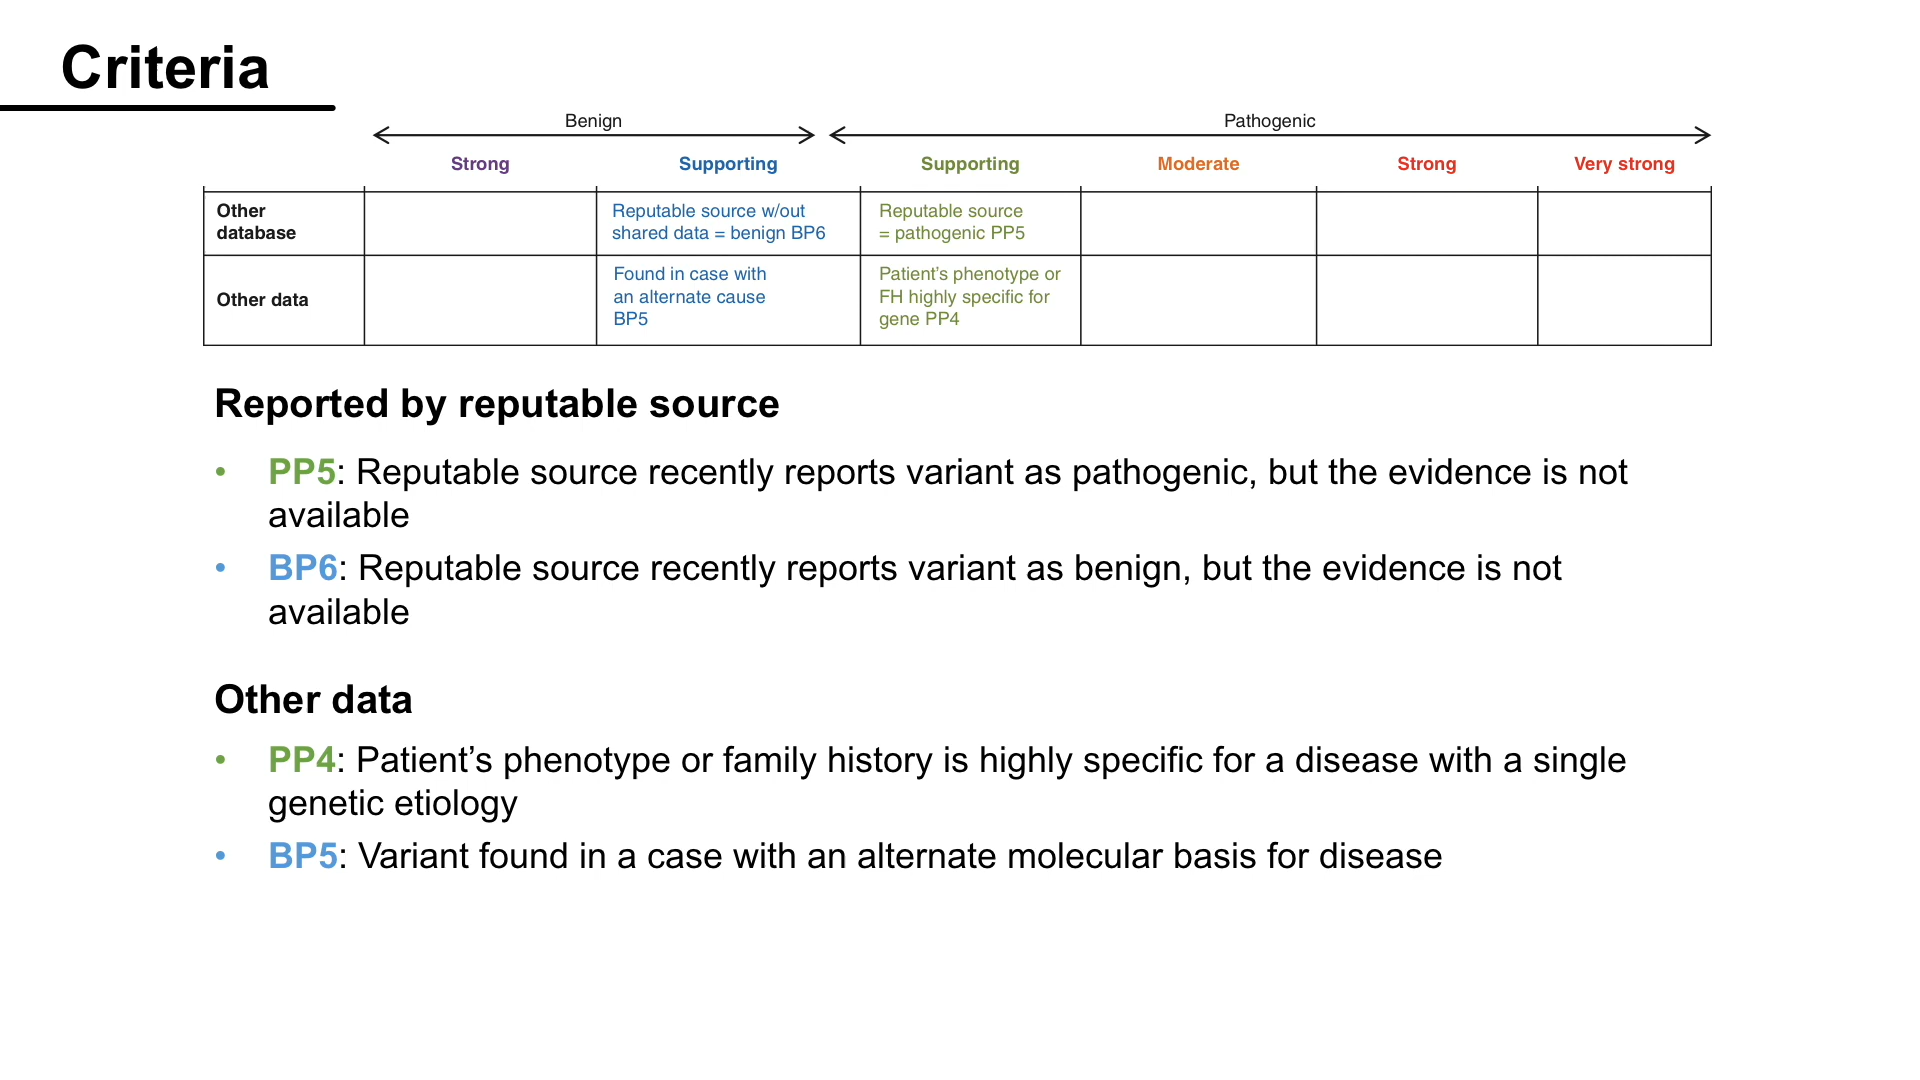 Criteria
Benign
Pathogenic
Strong
Supporting
Supporting
Moderate
Strong
Very strong
Other
database
Reputable source w/out
shared data = benign BP6
Reputable source
= pathogenic PP5
Other data
Found in case with
an alternate cause
BP5
Patient’s phenotype or
FH highly specific for
gene PP4
Reported by reputable source
• PP5: Reputable source recently reports variant as pathogenic, but the evidence is not
available
• BP6: Reputable source recently reports variant as benign, but the evidence is not
available
Other data
• PP4: Patient’s phenotype or family history is highly specific for a disease with a single
genetic etiology
• BP5: Variant found in a case with an alternate molecular basis for disease